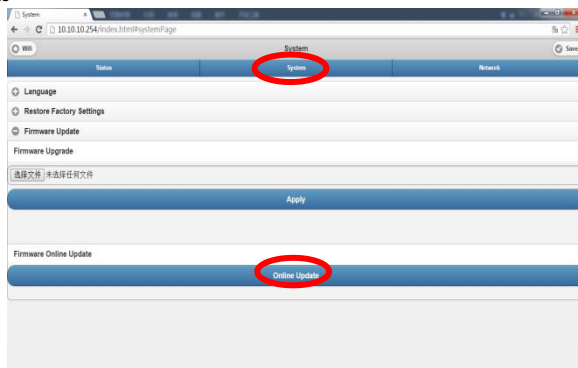 System
10.10.10.254/index.html#systemPage
Wifi System Save
Status System Network
Language
Restore Factory Settings
Firmware Update
Firmware Upgrade
选择文件 未选择任何文件
Apply
Firmware Online Update
Online Update